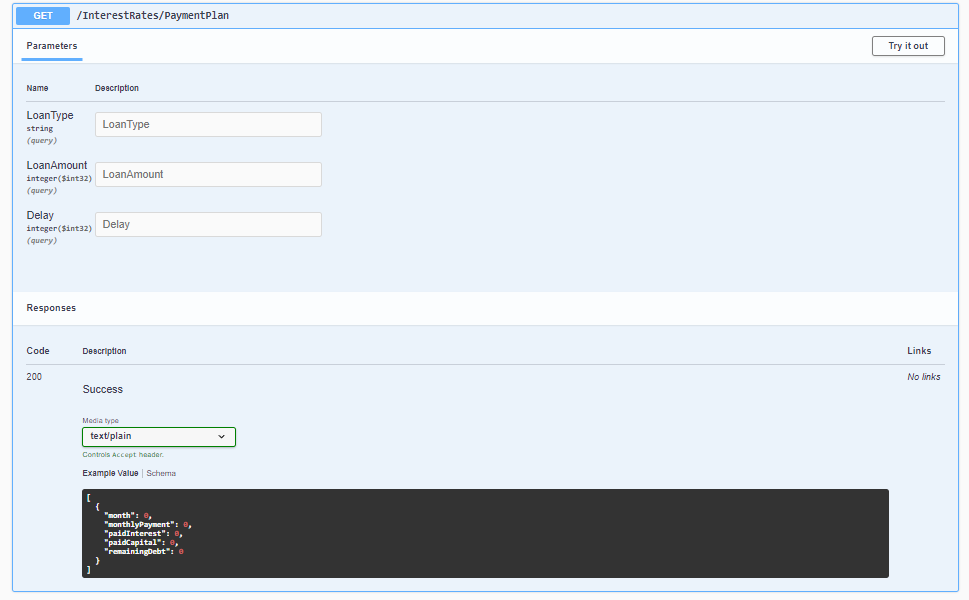 GET /InterestRates/PaymentPlan
Parameters
Try it out
Name Description
LoanType
string
(query)
LoanType
LoanAmount
integer($int32)
(query)
LoanAmount
Delay
integer($int32)
(query)
Delay
Responses
Code Description Links
200 Success No links
Media type
text/plain
Controls Accept header.
Example Value | Schema
[
{
"month": 0,
"monthlyPayment": 0,
"paidInterest": 0,
"paidCapital": 0,
"remainingDebt": 0
}
]